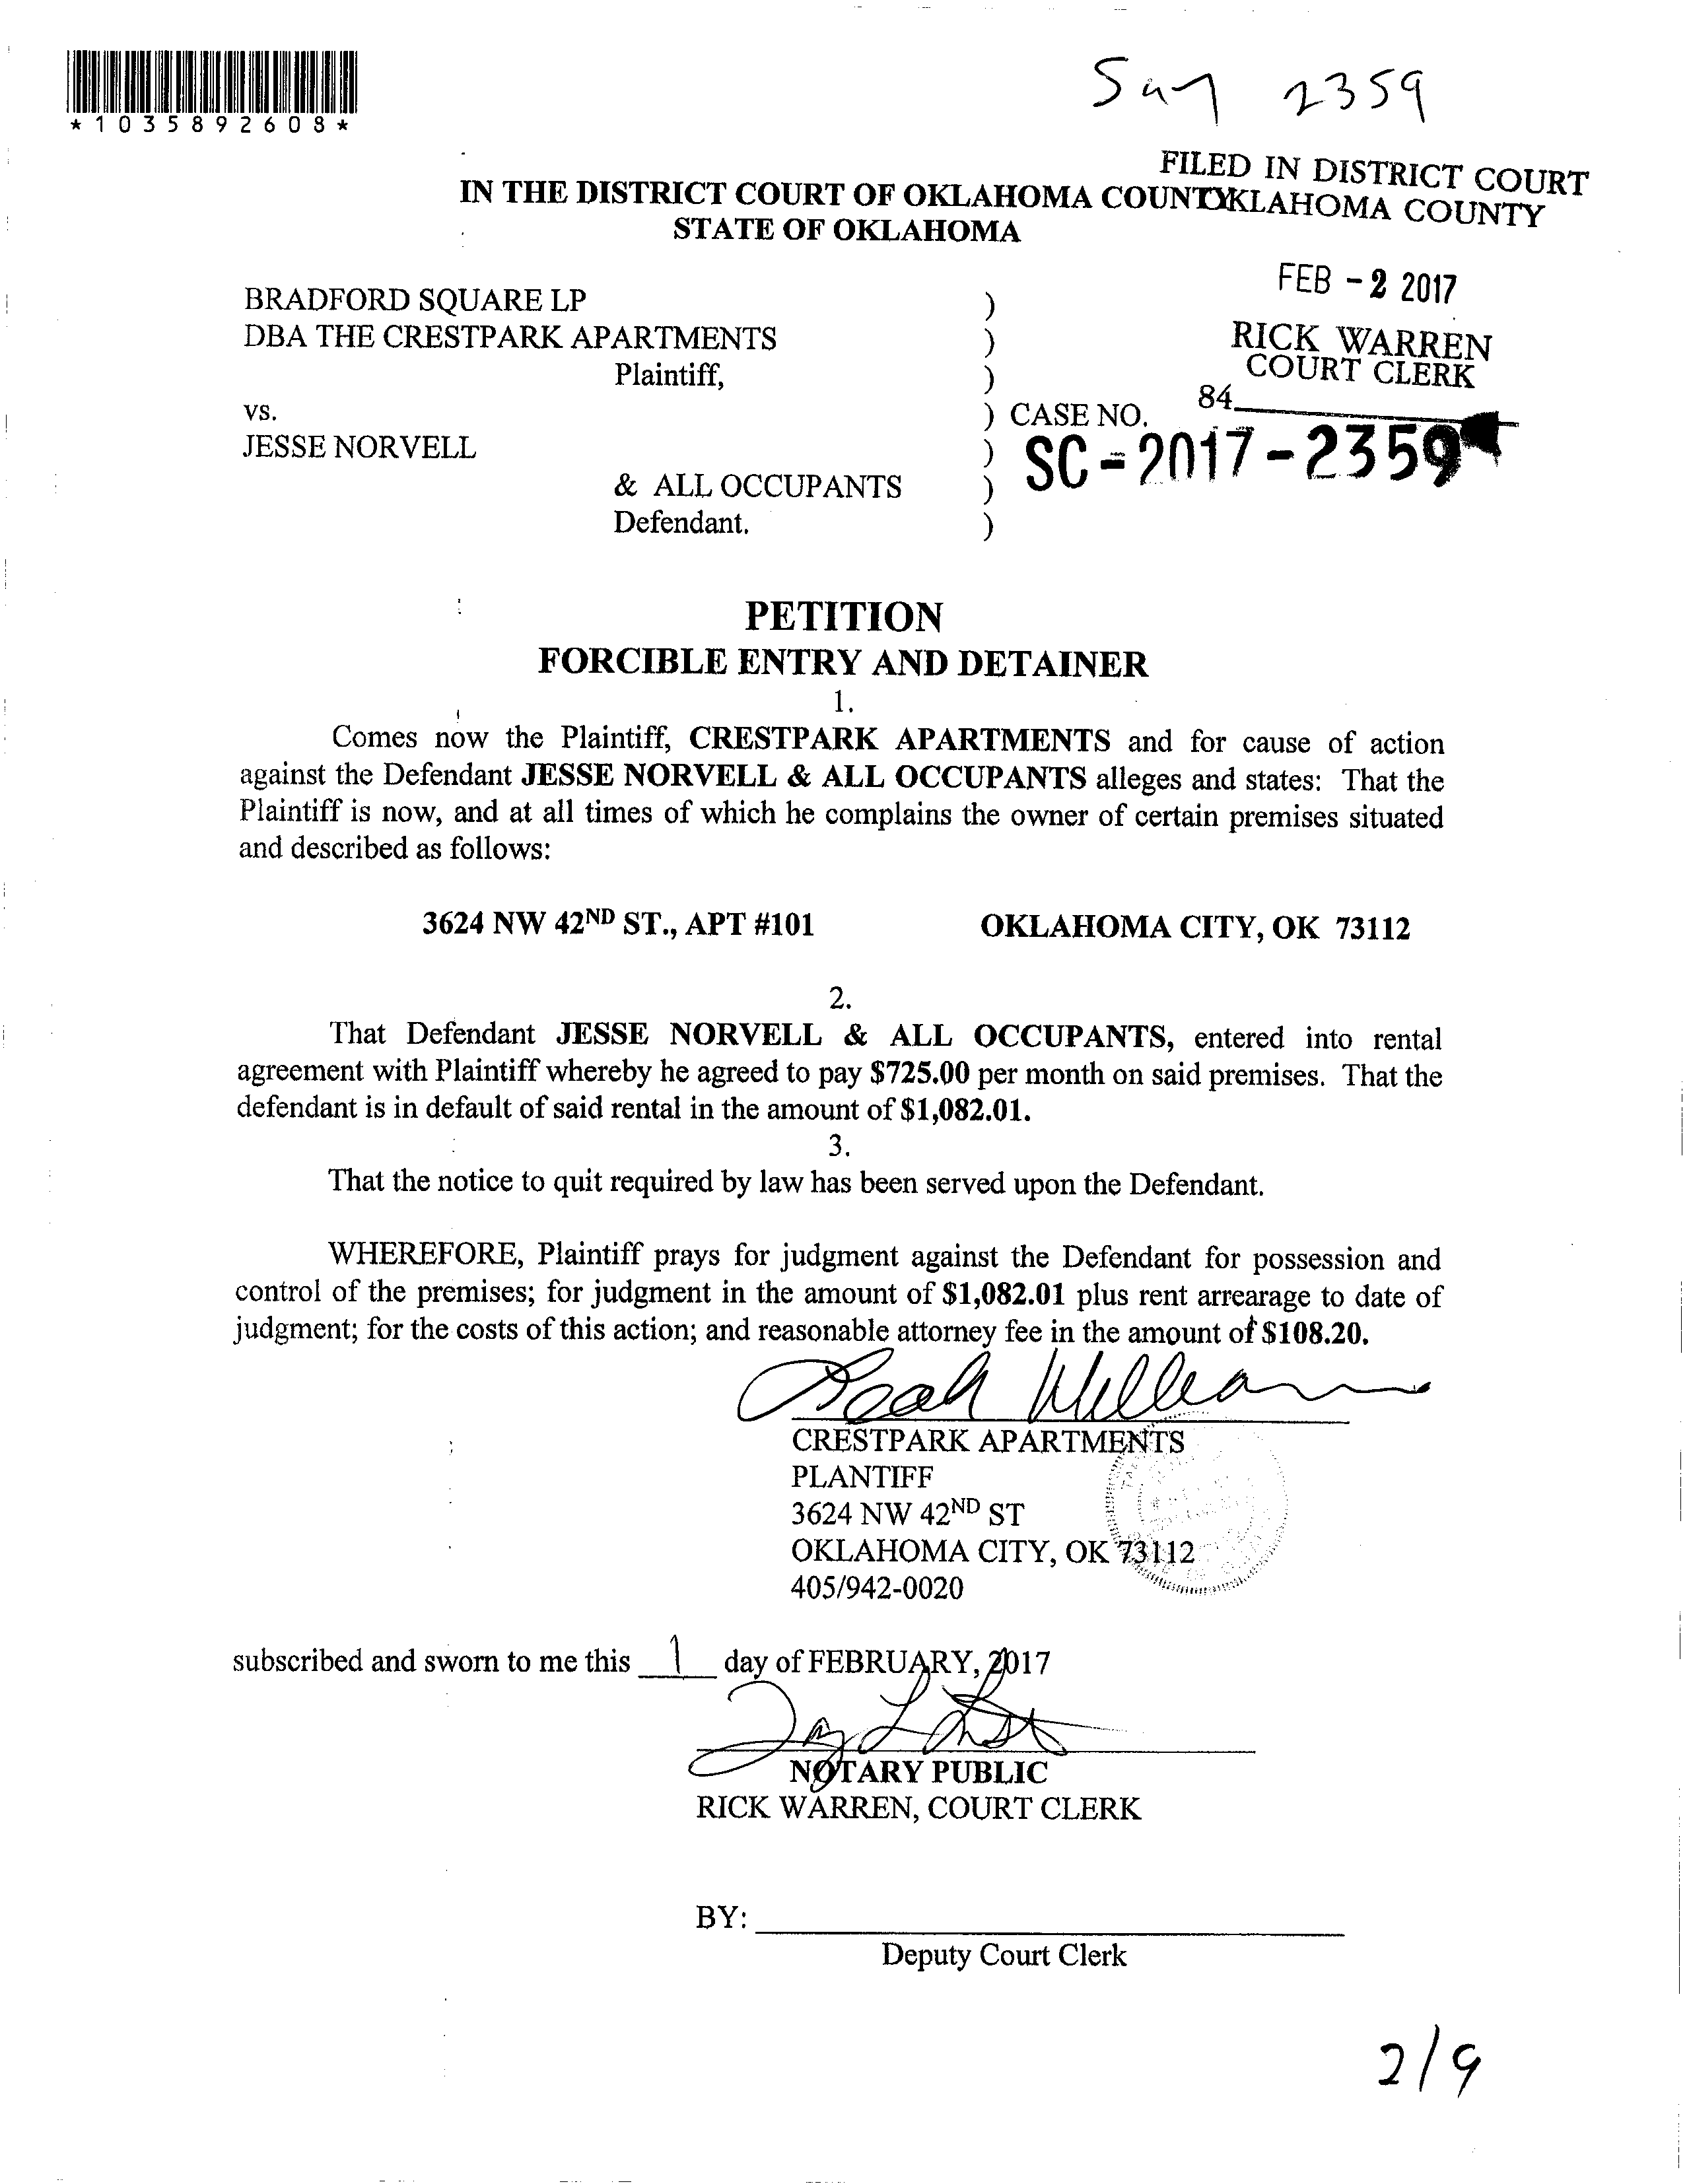 *1035892608*
2359
FILED IN DISTRICT COURT
OKLAHOMA COUNTY
IN THE DISTRICT COURT OF OKLAHOMA COUNTY
STATE OF OKLAHOMA
FEB - 2 2017
RICK WARREN
COURT CLERK
84
BRADFORD SQUARE LP )
DBA THE CRESTPARK APARTMENTS )
Plaintiff, )
vs. ) CASE NO.
JESSE NORVELL ) SC - 2017 - 2359
& ALL OCCUPANTS )
Defendant. )
PETITION
FORCIBLE ENTRY AND DETAINER
1.
Comes now the Plaintiff, CRESTPARK APARTMENTS and for cause of action
against the Defendant JESSE NORVELL & ALL OCCUPANTS alleges and states: That the
Plaintiff is now, and at all times of which he complains the owner of certain premises situated
and described as follows:
3624 NW 42ND ST., APT #101 OKLAHOMA CITY, OK 73112
2.
That Defendant JESSE NORVELL & ALL OCCUPANTS, entered into rental
agreement with Plaintiff whereby he agreed to pay $725.00 per month on said premises. That the
defendant is in default of said rental in the amount of $1,082.01.
3.
That the notice to quit required by law has been served upon the Defendant.
WHEREFORE, Plaintiff prays for judgment against the Defendant for possession and
control of the premises; for judgment in the amount of $1,082.01 plus rent arrearage to date of
judgment; for the costs of this action; and reasonable attorney fee in the amount of $108.20.
CRESTPARK APARTMENTS
PLANTIFF
3624 NW 42ND ST
OKLAHOMA CITY, OK 73112
405/942-0020
subscribed and sworn to me this 1 day of FEBRUARY, 2017
NOTARY PUBLIC
RICK WARREN, COURT CLERK
BY:
Deputy Court Clerk
2/9